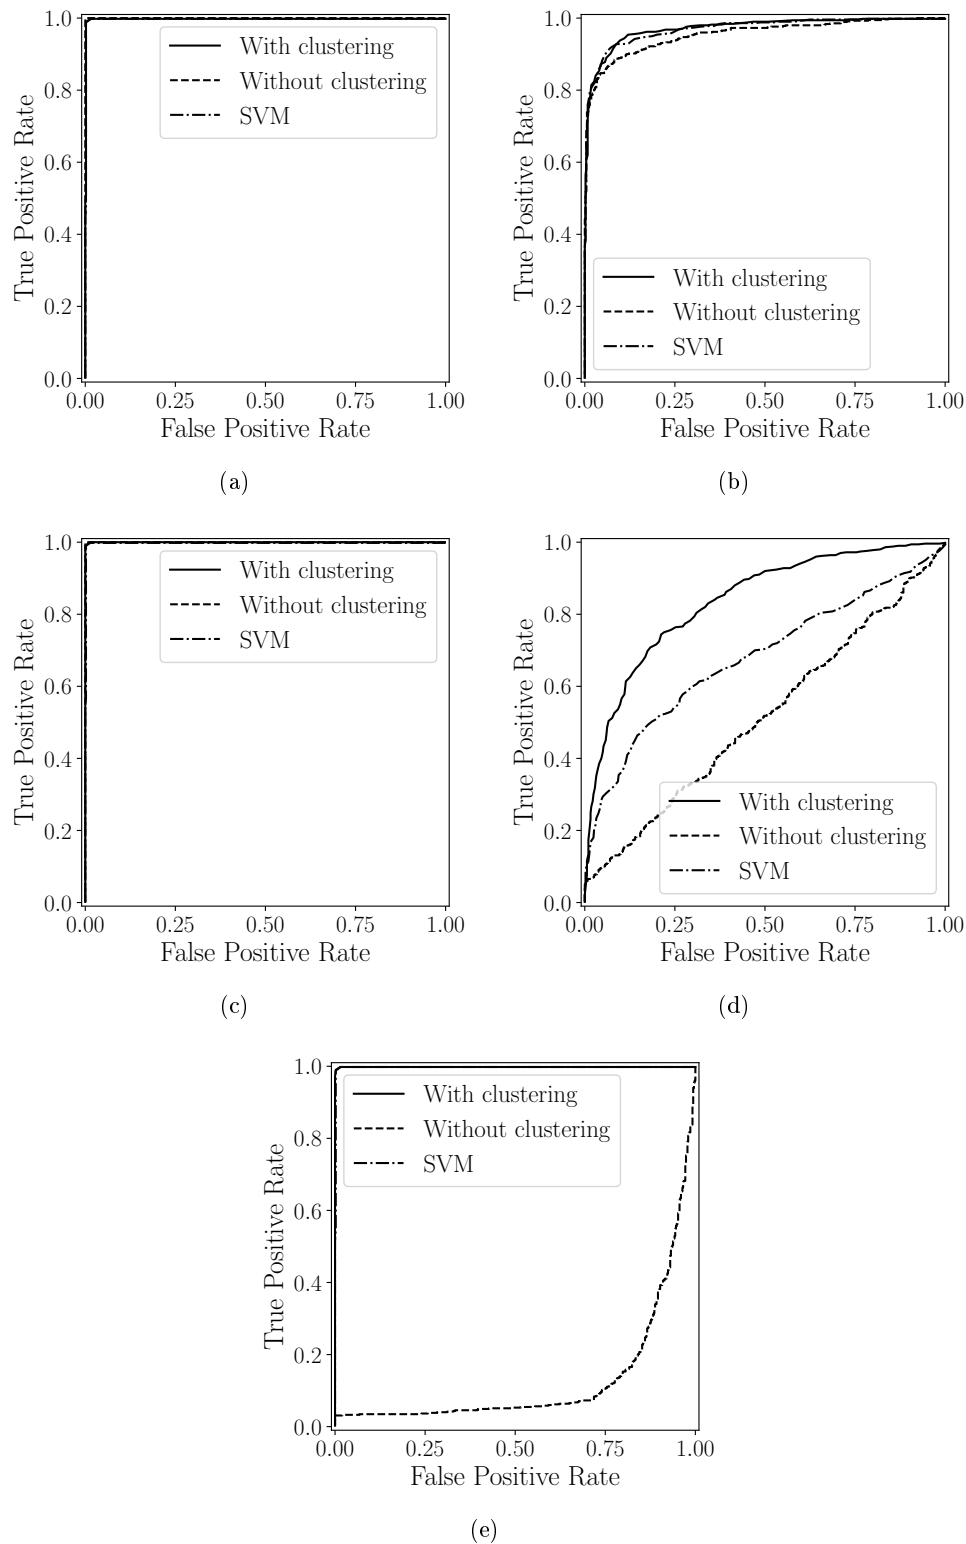 1.0
0.8
0.6
0.4
0.2
0.0
True Positive Rate
With clustering
Without clustering
SVM
0.00 0.25 0.50 0.75 1.00
False Positive Rate
(a)
1.0
0.8
0.6
0.4
0.2
0.0
True Positive Rate
With clustering
Without clustering
SVM
0.00 0.25 0.50 0.75 1.00
False Positive Rate
(b)
1.0
0.8
0.6
0.4
0.2
0.0
True Positive Rate
With clustering
Without clustering
SVM
0.00 0.25 0.50 0.75 1.00
False Positive Rate
(c)
1.0
0.8
0.6
0.4
0.2
0.0
True Positive Rate
With clustering
Without clustering
SVM
0.00 0.25 0.50 0.75 1.00
False Positive Rate
(d)
1.0
0.8
0.6
0.4
0.2
0.0
True Positive Rate
With clustering
Without clustering
SVM
0.00 0.25 0.50 0.75 1.00
False Positive Rate
(e)